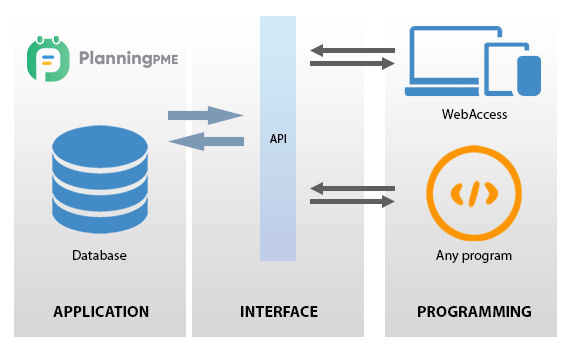 PlanningPME
API
WebAccess
</>
Database
Any program
APPLICATION
INTERFACE
PROGRAMMING